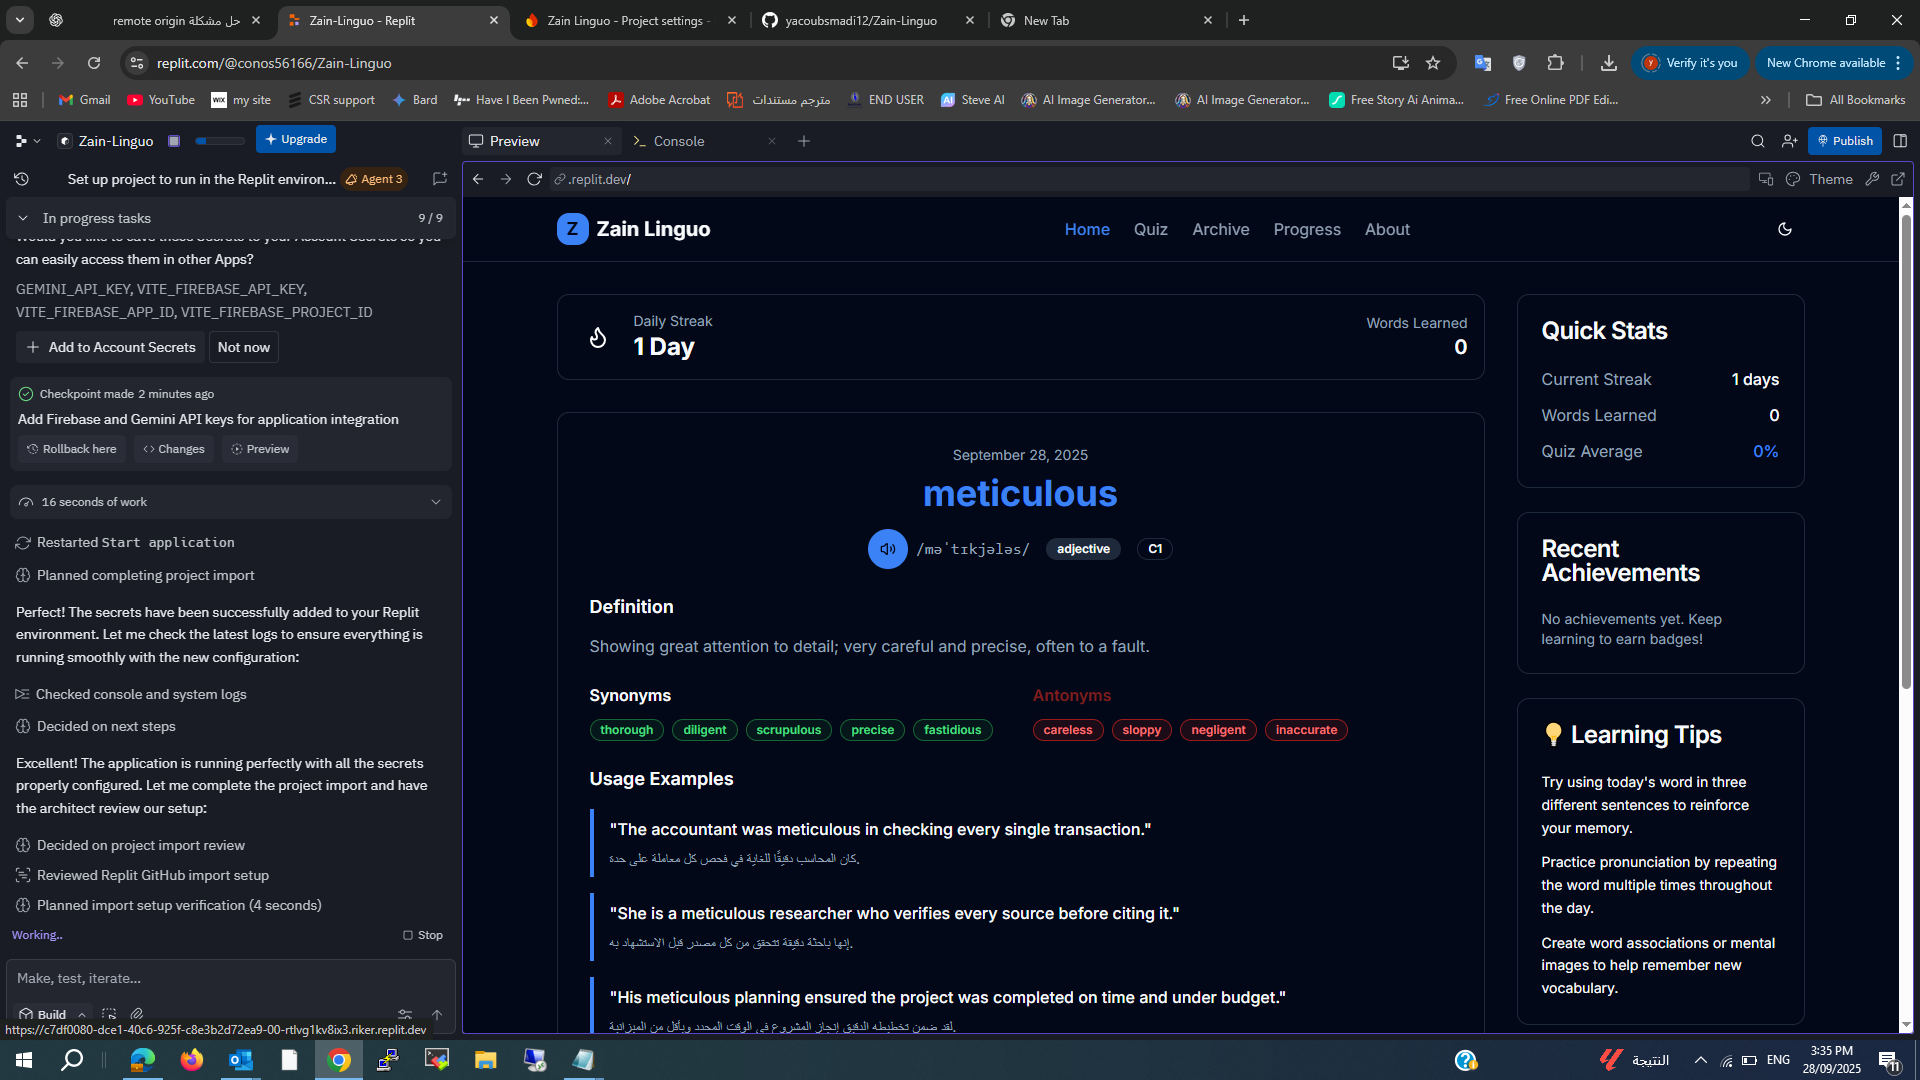 remote origin حل مشكلة
Zain-Linguo - Replit
Zain Linguo - Project settings -
yacoubsmadi12/Zain-Linguo
New Tab
replit.com/@conos56166/Zain-Linguo
Verify it's you
New Chrome available
Gmail
YouTube
WIX my site
CSR support
Bard
Have I Been Pwned:...
Adobe Acrobat
مترجم مستندات
END USER
AI Steve AI
AI Image Generator...
AI Image Generator...
Free Story Ai Anima...
Free Online PDF Edi...
All Bookmarks
Zain-Linguo
Upgrade
Preview
Console
Publish
Set up project to run in the Replit environ...
Agent 3
.replit.dev/
Theme
In progress tasks
9 / 9
Would you like to save these Secrets to your Account Secrets so you
can easily access them in other Apps?
GEMINI_API_KEY, VITE_FIREBASE_API_KEY,
VITE_FIREBASE_APP_ID, VITE_FIREBASE_PROJECT_ID
Add to Account Secrets
Not now
Checkpoint made 2 minutes ago
Add Firebase and Gemini API keys for application integration
Rollback here
Changes
Preview
16 seconds of work
Restarted Start application
Planned completing project import
Perfect! The secrets have been successfully added to your Replit
environment. Let me check the latest logs to ensure everything is
running smoothly with the new configuration:
Checked console and system logs
Decided on next steps
Excellent! The application is running perfectly with all the secrets
properly configured. Let me complete the project import and have
the architect review our setup:
Decided on project import review
Reviewed Replit GitHub import setup
Planned import setup verification (4 seconds)
Working..
Stop
Make, test, iterate...
Build
https://c7df0080-dce1-40c6-925f-c8e3b2d72ea9-00-rtlvg1kv8ix3.riker.replit.dev
Z Zain Linguo
Home
Quiz
Archive
Progress
About
Daily Streak
1 Day
Words Learned
0
September 28, 2025
meticulous
/məˈtɪkjələs/
adjective
C1
Definition
Showing great attention to detail; very careful and precise, often to a fault.
Synonyms
thorough
diligent
scrupulous
precise
fastidious
Antonyms
careless
sloppy
negligent
inaccurate
Usage Examples
"The accountant was meticulous in checking every single transaction."
كان المحاسب دقيقًا للغاية في فحص كل معاملة على حدة.
"She is a meticulous researcher who verifies every source before citing it."
إنها باحثة دقيقة تتحقق من كل مصدر قبل الاستشهاد به.
"His meticulous planning ensured the project was completed on time and under budget."
لقد ضمن تخطيطه الدقيق إنجاز المشروع في الوقت المحدد وبأقل من الميزانية.
Quick Stats
Current Streak
1 days
Words Learned
0
Quiz Average
0%
Recent
Achievements
No achievements yet. Keep
learning to earn badges!
Learning Tips
Try using today's word in three
different sentences to reinforce
your memory.
Practice pronunciation by repeating
the word multiple times throughout
the day.
Create word associations or mental
images to help remember new
vocabulary.
النتيجة
ENG
3:35 PM
28/09/2025
11